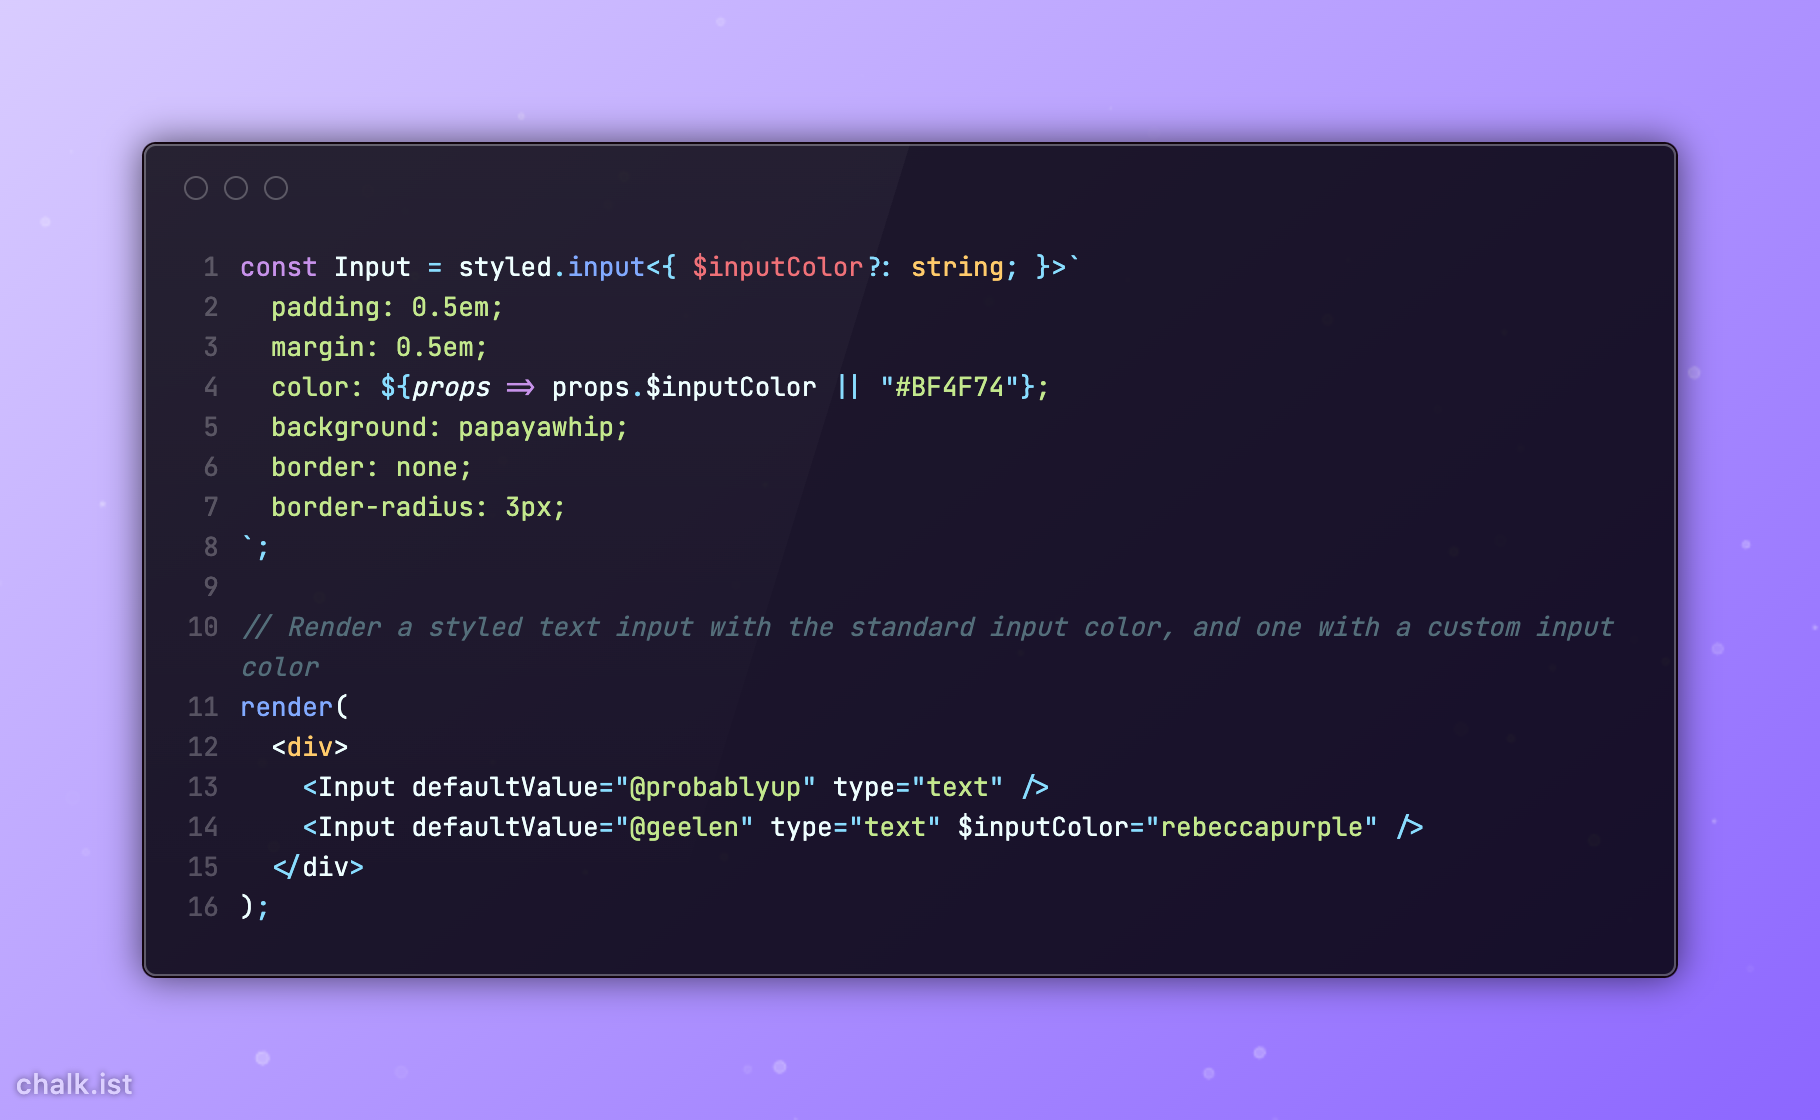 1 const Input = styled.input<{ $inputColor?: string; }>`
2   padding: 0.5em;
3   margin: 0.5em;
4   color: ${props => props.$inputColor || "#BF4F74"};
5   background: papayawhip;
6   border: none;
7   border-radius: 3px;
8 `;
9
10 // Render a styled text input with the standard input color, and one with a custom input
color
11 render(
12   <div>
13     <Input defaultValue="@probablyup" type="text" />
14     <Input defaultValue="@geelen" type="text" $inputColor="rebeccapurple" />
15   </div>
16 );
chalk.ist